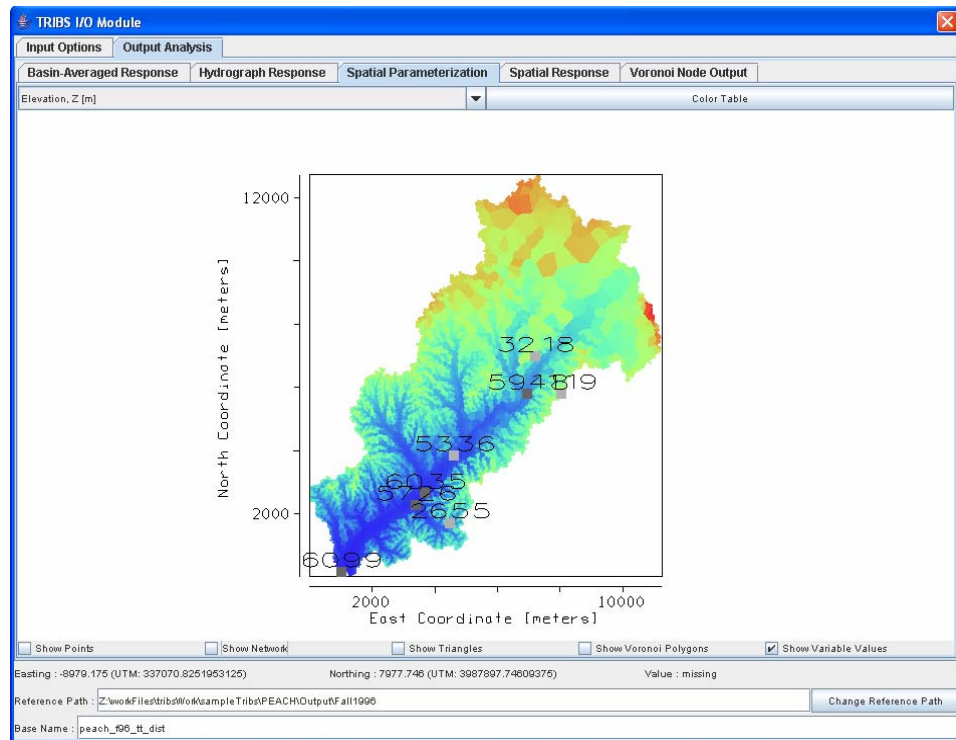 TRIBS I/O Module
Input Options Output Analysis
Basin-Averaged Response Hydrograph Response Spatial Parameterization Spatial Response Voronoi Node Output
Elevation, Z [m] Color Table
12000
North Coordinate [meters]
3218
5948
5336
6035
5726
2655
2000
6099
2000 10000
East Coordinate [meters]
Show Points Show Network Show Triangles Show Voronoi Polygons Show Variable Values
Easting : -8979.175 (UTM: 337070.8251953125) Northing : 7977.746 (UTM: 3987897.74609375) Value : missing
Reference Path : Z:\workFiles\tribsWork\sampleTribs\PEACH\Output\Fall1996 Change Reference Path
Base Name : peach_f96_tt_dist